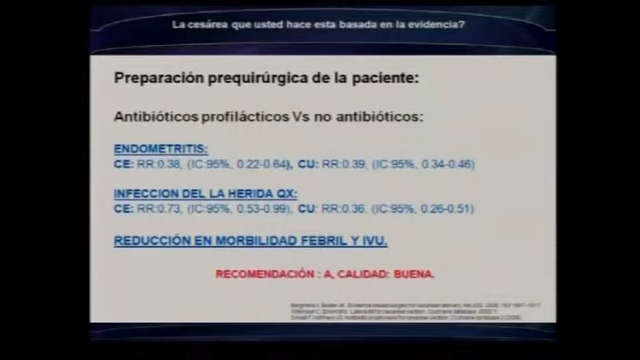 La cesárea que usted hace esta basada en la evidencia?
Preparación prequirúrgica de la paciente:
Antibióticos profilácticos Vs no antibióticos:
ENDOMETRITIS:
CE: RR:0.38, (IC:95%, 0.22-0.64), CU: RR:0.39, (IC:95%, 0.34-0.46)
INFECCION DEL LA HERIDA QX:
CE: RR:0.73, (IC:95%, 0.53-0.99), CU: RR:0.36, (IC:95%, 0.26-0.51)
REDUCCIÓN EN MORBILIDAD FEBRIL Y IVU.
RECOMENDACIÓN : A, CALIDAD: BUENA.